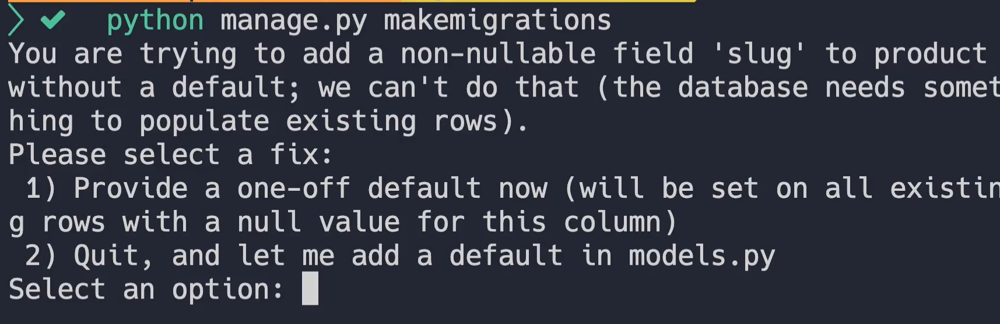 python manage.py makemigrations
You are trying to add a non-nullable field 'slug' to product
without a default; we can't do that (the database needs somet
hing to populate existing rows).
Please select a fix:
 1) Provide a one-off default now (will be set on all existin
g rows with a null value for this column)
 2) Quit, and let me add a default in models.py
Select an option: